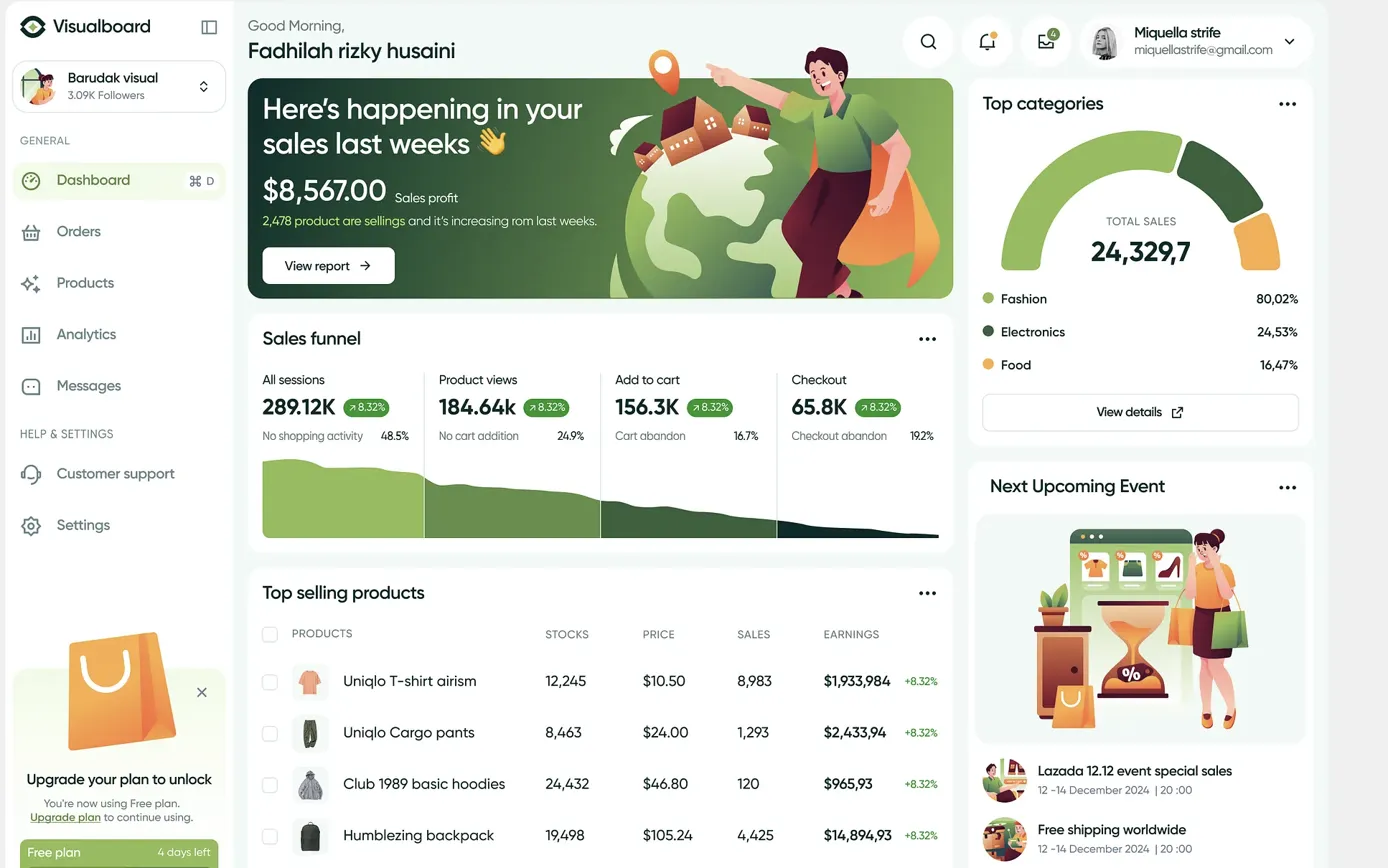 Visualboard
Barudak visual
3.09K Followers
GENERAL
Dashboard
⌘ D
Orders
Products
Analytics
Messages
HELP & SETTINGS
Customer support
Settings
Upgrade your plan to unlock
You're now using Free plan.
Upgrade plan to continue using.
Free plan 4 days left
Good Morning,
Fadhilah rizky husaini
4
Miquella strife
miquellastrife@gmail.com
Here's happening in your
sales last weeks 👋
$8,567.00 Sales profit
2,478 product are sellings and it's increasing rom last weeks.
View report →
Sales funnel
All sessions
289.12K ↗ 8,32%
No shopping activity 48.5%
Product views
184.64k ↗ 8,32%
No cart addition 24.9%
Add to cart
156.3K ↗ 8,32%
Cart abandon 16.7%
Checkout
65.8K ↗ 8,32%
Checkout abandon 19.2%
Top selling products
PRODUCTS STOCKS PRICE SALES EARNINGS
Uniqlo T-shirt airism 12,245 $10.50 8,983 $1,933,984 +8.32%
Uniqlo Cargo pants 8,463 $24.00 1,293 $2,433,94 +8.32%
Club 1989 basic hoodies 24,432 $46.80 120 $965,93 +8.32%
Humblezing backpack 19,498 $105.24 4,425 $14,894,93 +8.32%
Top categories
TOTAL SALES
24,329,7
Fashion 80,02%
Electronics 24,53%
Food 16,47%
View details
Next Upcoming Event
%
%
%
%
Lazada 12.12 event special sales
12 -14 December 2024 | 20 :00
Free shipping worldwide
12 -14 December 2024 | 20 :00